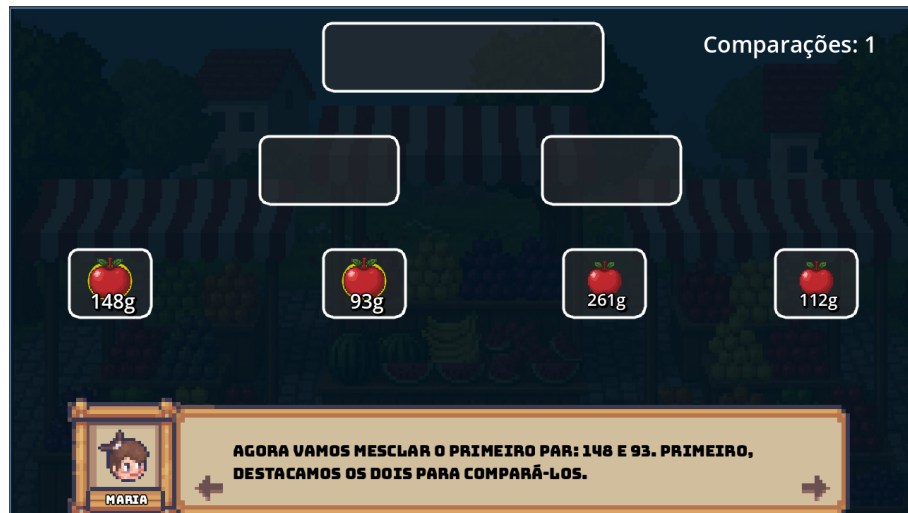 Comparações: 1
148g
93g
261g
112g
AGORA VAMOS MESCLAR O PRIMEIRO PAR: 148 E 93. PRIMEIRO,
DESTACAMOS OS DOIS PARA COMPARÁ-LOS.
MARIA